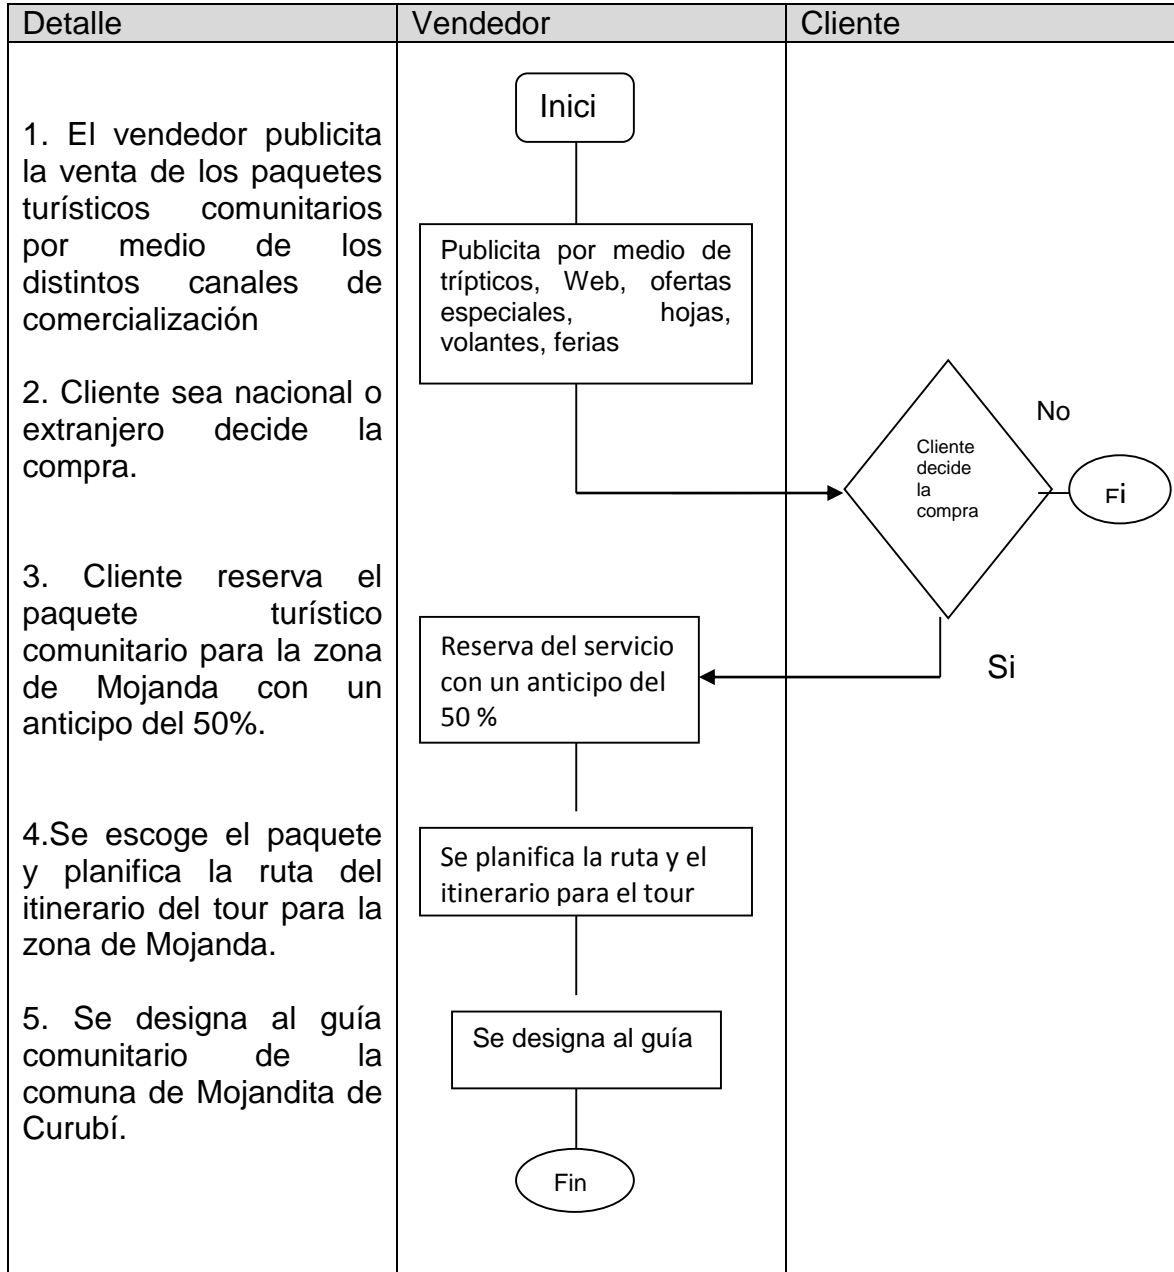 Detalle
Vendedor
Cliente
1. El vendedor publicita
la venta de los paquetes
turísticos comunitarios
por medio de los
distintos canales de
comercialización
2. Cliente sea nacional o
extranjero decide la
compra.
3. Cliente reserva el
paquete turístico
comunitario para la zona
de Mojanda con un
anticipo del 50%.
4.Se escoge el paquete
y planifica la ruta del
itinerario del tour para la
zona de Mojanda.
5. Se designa al guía
comunitario de la
comuna de Mojandita de
Curubí.
Inici
Publicita por medio de
trípticos, Web, ofertas
especiales, hojas,
volantes, ferias
Reserva del servicio
con un anticipo del
50 %
Se planifica la ruta y el
itinerario para el tour
Se designa al guía
Fin
Cliente
decide
la
compra
No
Fi
Si